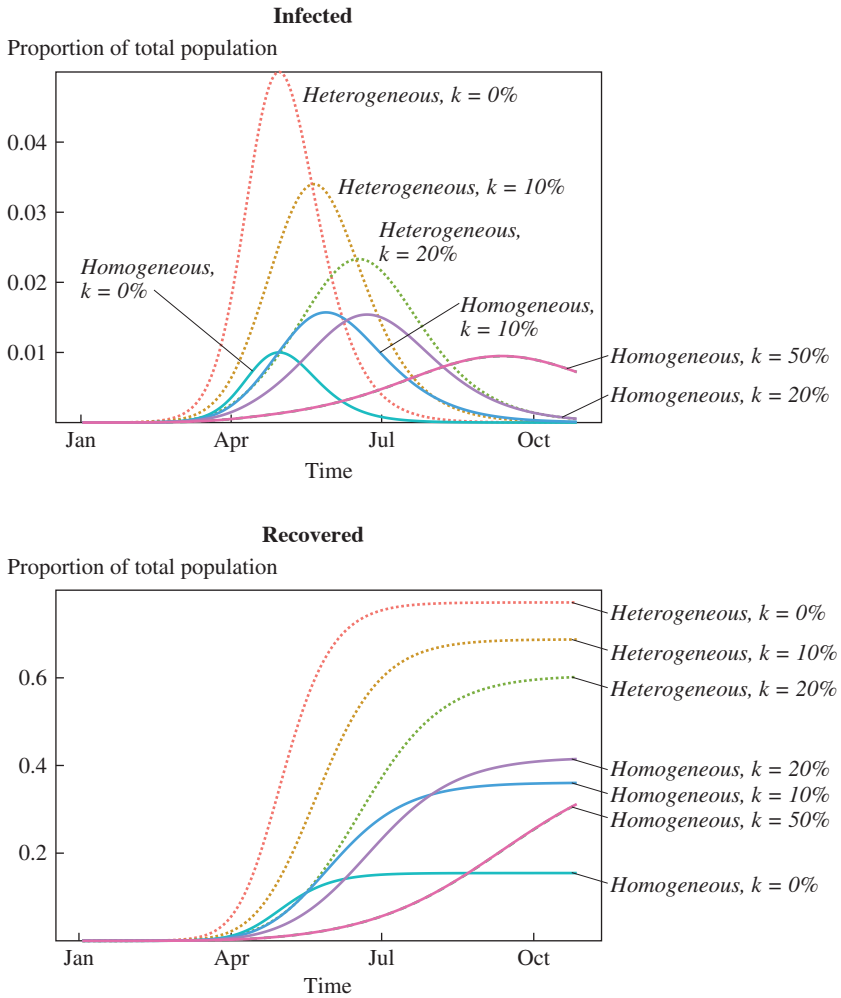 Infected
Proportion of total population
Heterogeneous, k = 0%
0.04
Heterogeneous, k = 10%
0.03
Heterogeneous,
k = 20%
Homogeneous,
k = 0%
0.02
Homogeneous,
k = 10%
0.01
Homogeneous, k = 50%
Homogeneous, k = 20%
Jan Apr Jul Oct
Time
Recovered
Proportion of total population
Heterogeneous, k = 0%
Heterogeneous, k = 10%
0.6
Heterogeneous, k = 20%
0.4
Homogeneous, k = 20%
Homogeneous, k = 10%
Homogeneous, k = 50%
0.2
Homogeneous, k = 0%
Jan Apr Jul Oct
Time